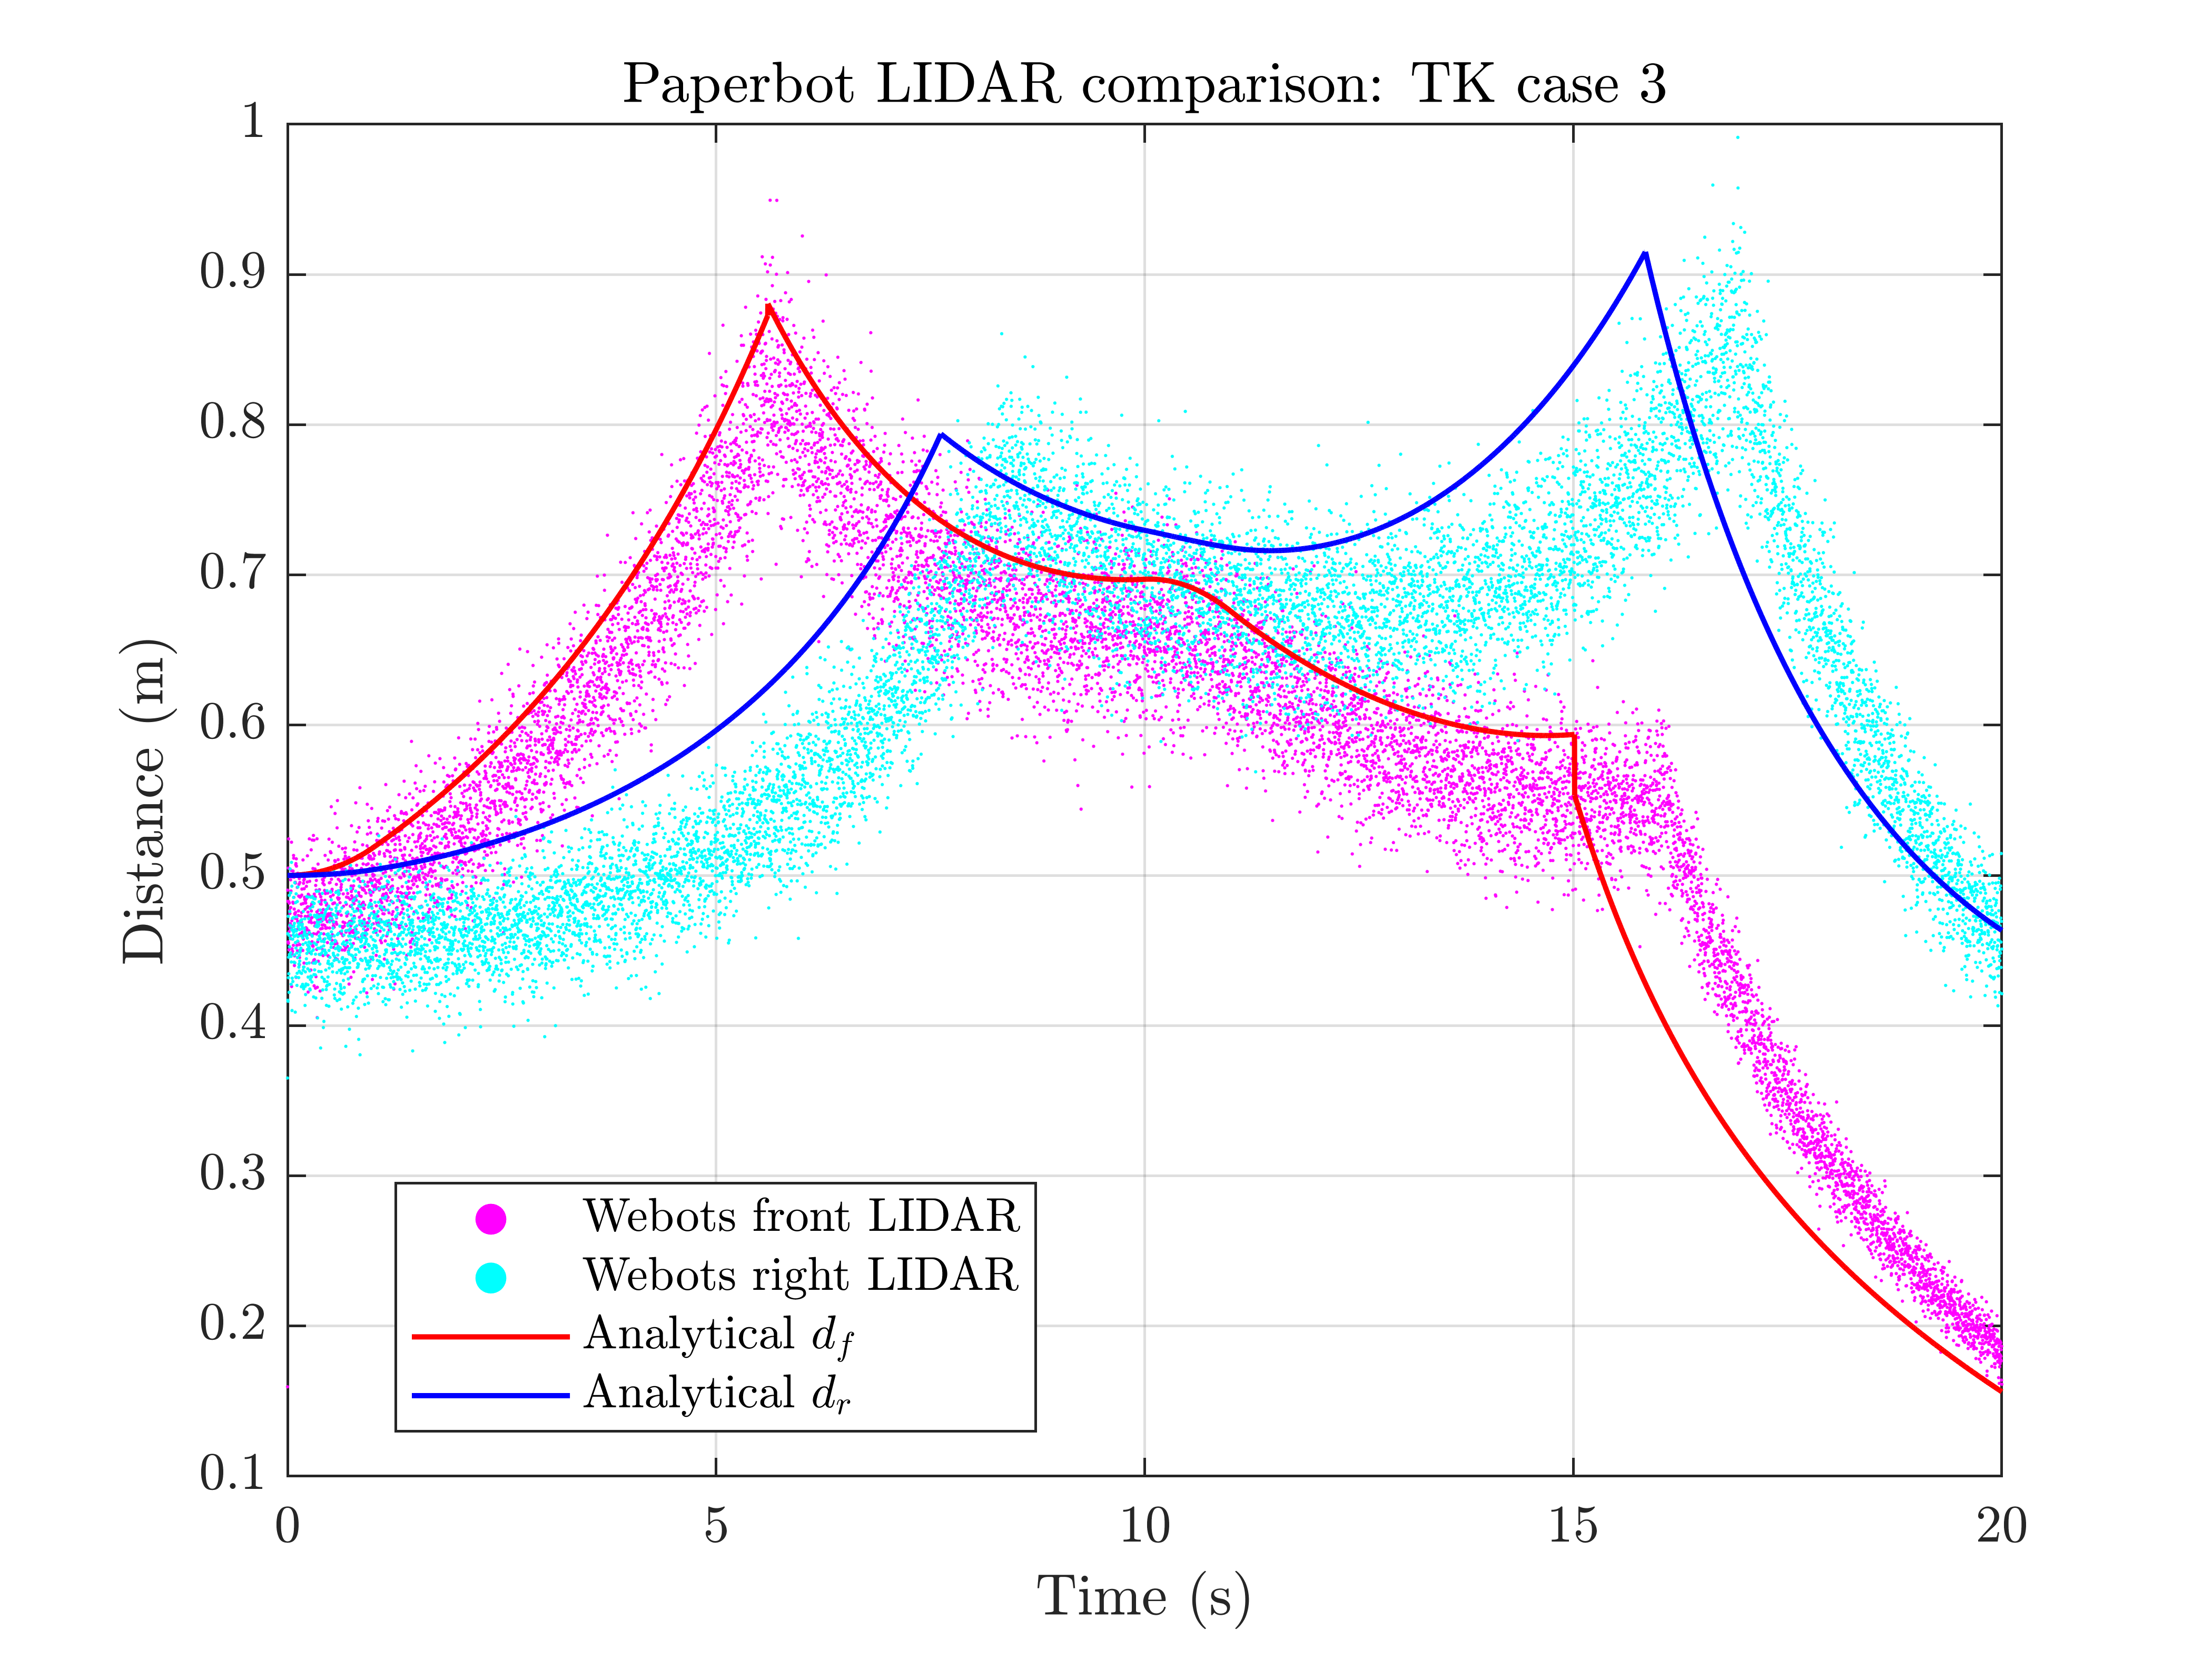 Paperbot LIDAR comparison: TK case 3
1
0.9
0.8
0.7
0.6
0.5
0.4
0.3
0.2
0.1
Distance (m)
Webots front LIDAR
Webots right LIDAR
Analytical d_f
Analytical d_r
0 5 10 15 20
Time (s)